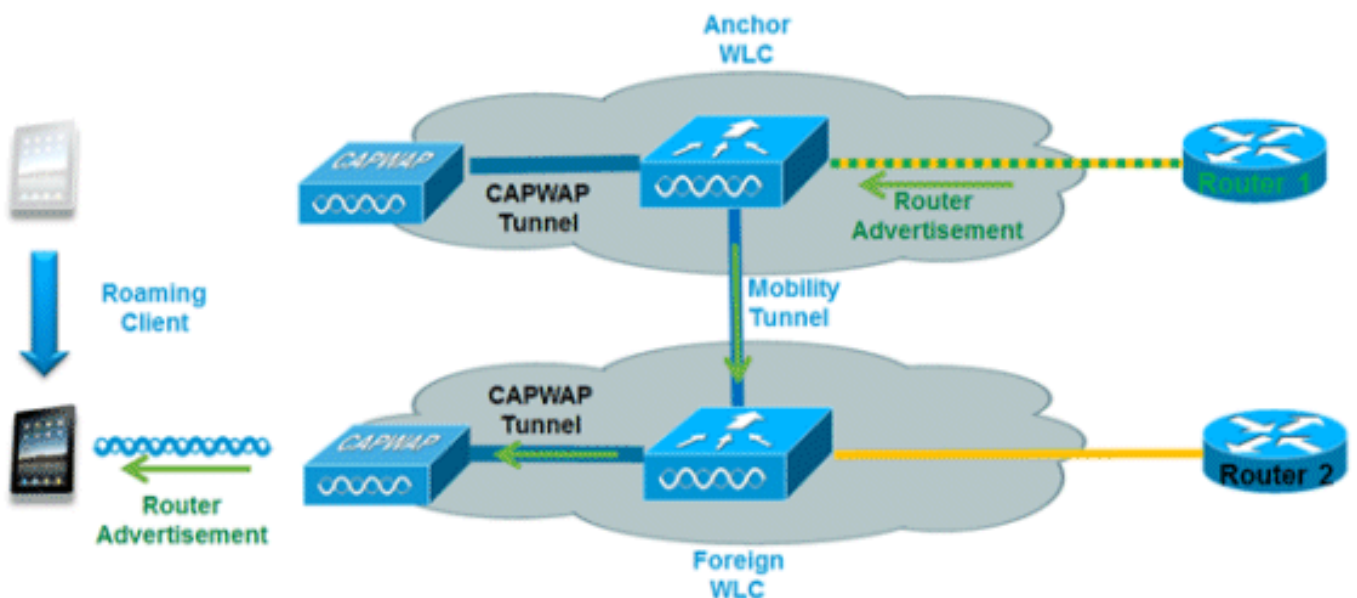 Anchor
WLC
CAPWAP
CAPWAP
Tunnel
Router 1
Router
Advertisement
Roaming
Client
Mobility
Tunnel
CAPWAP
Tunnel
CAPWAP
Router 2
Router
Advertisement
Foreign
WLC